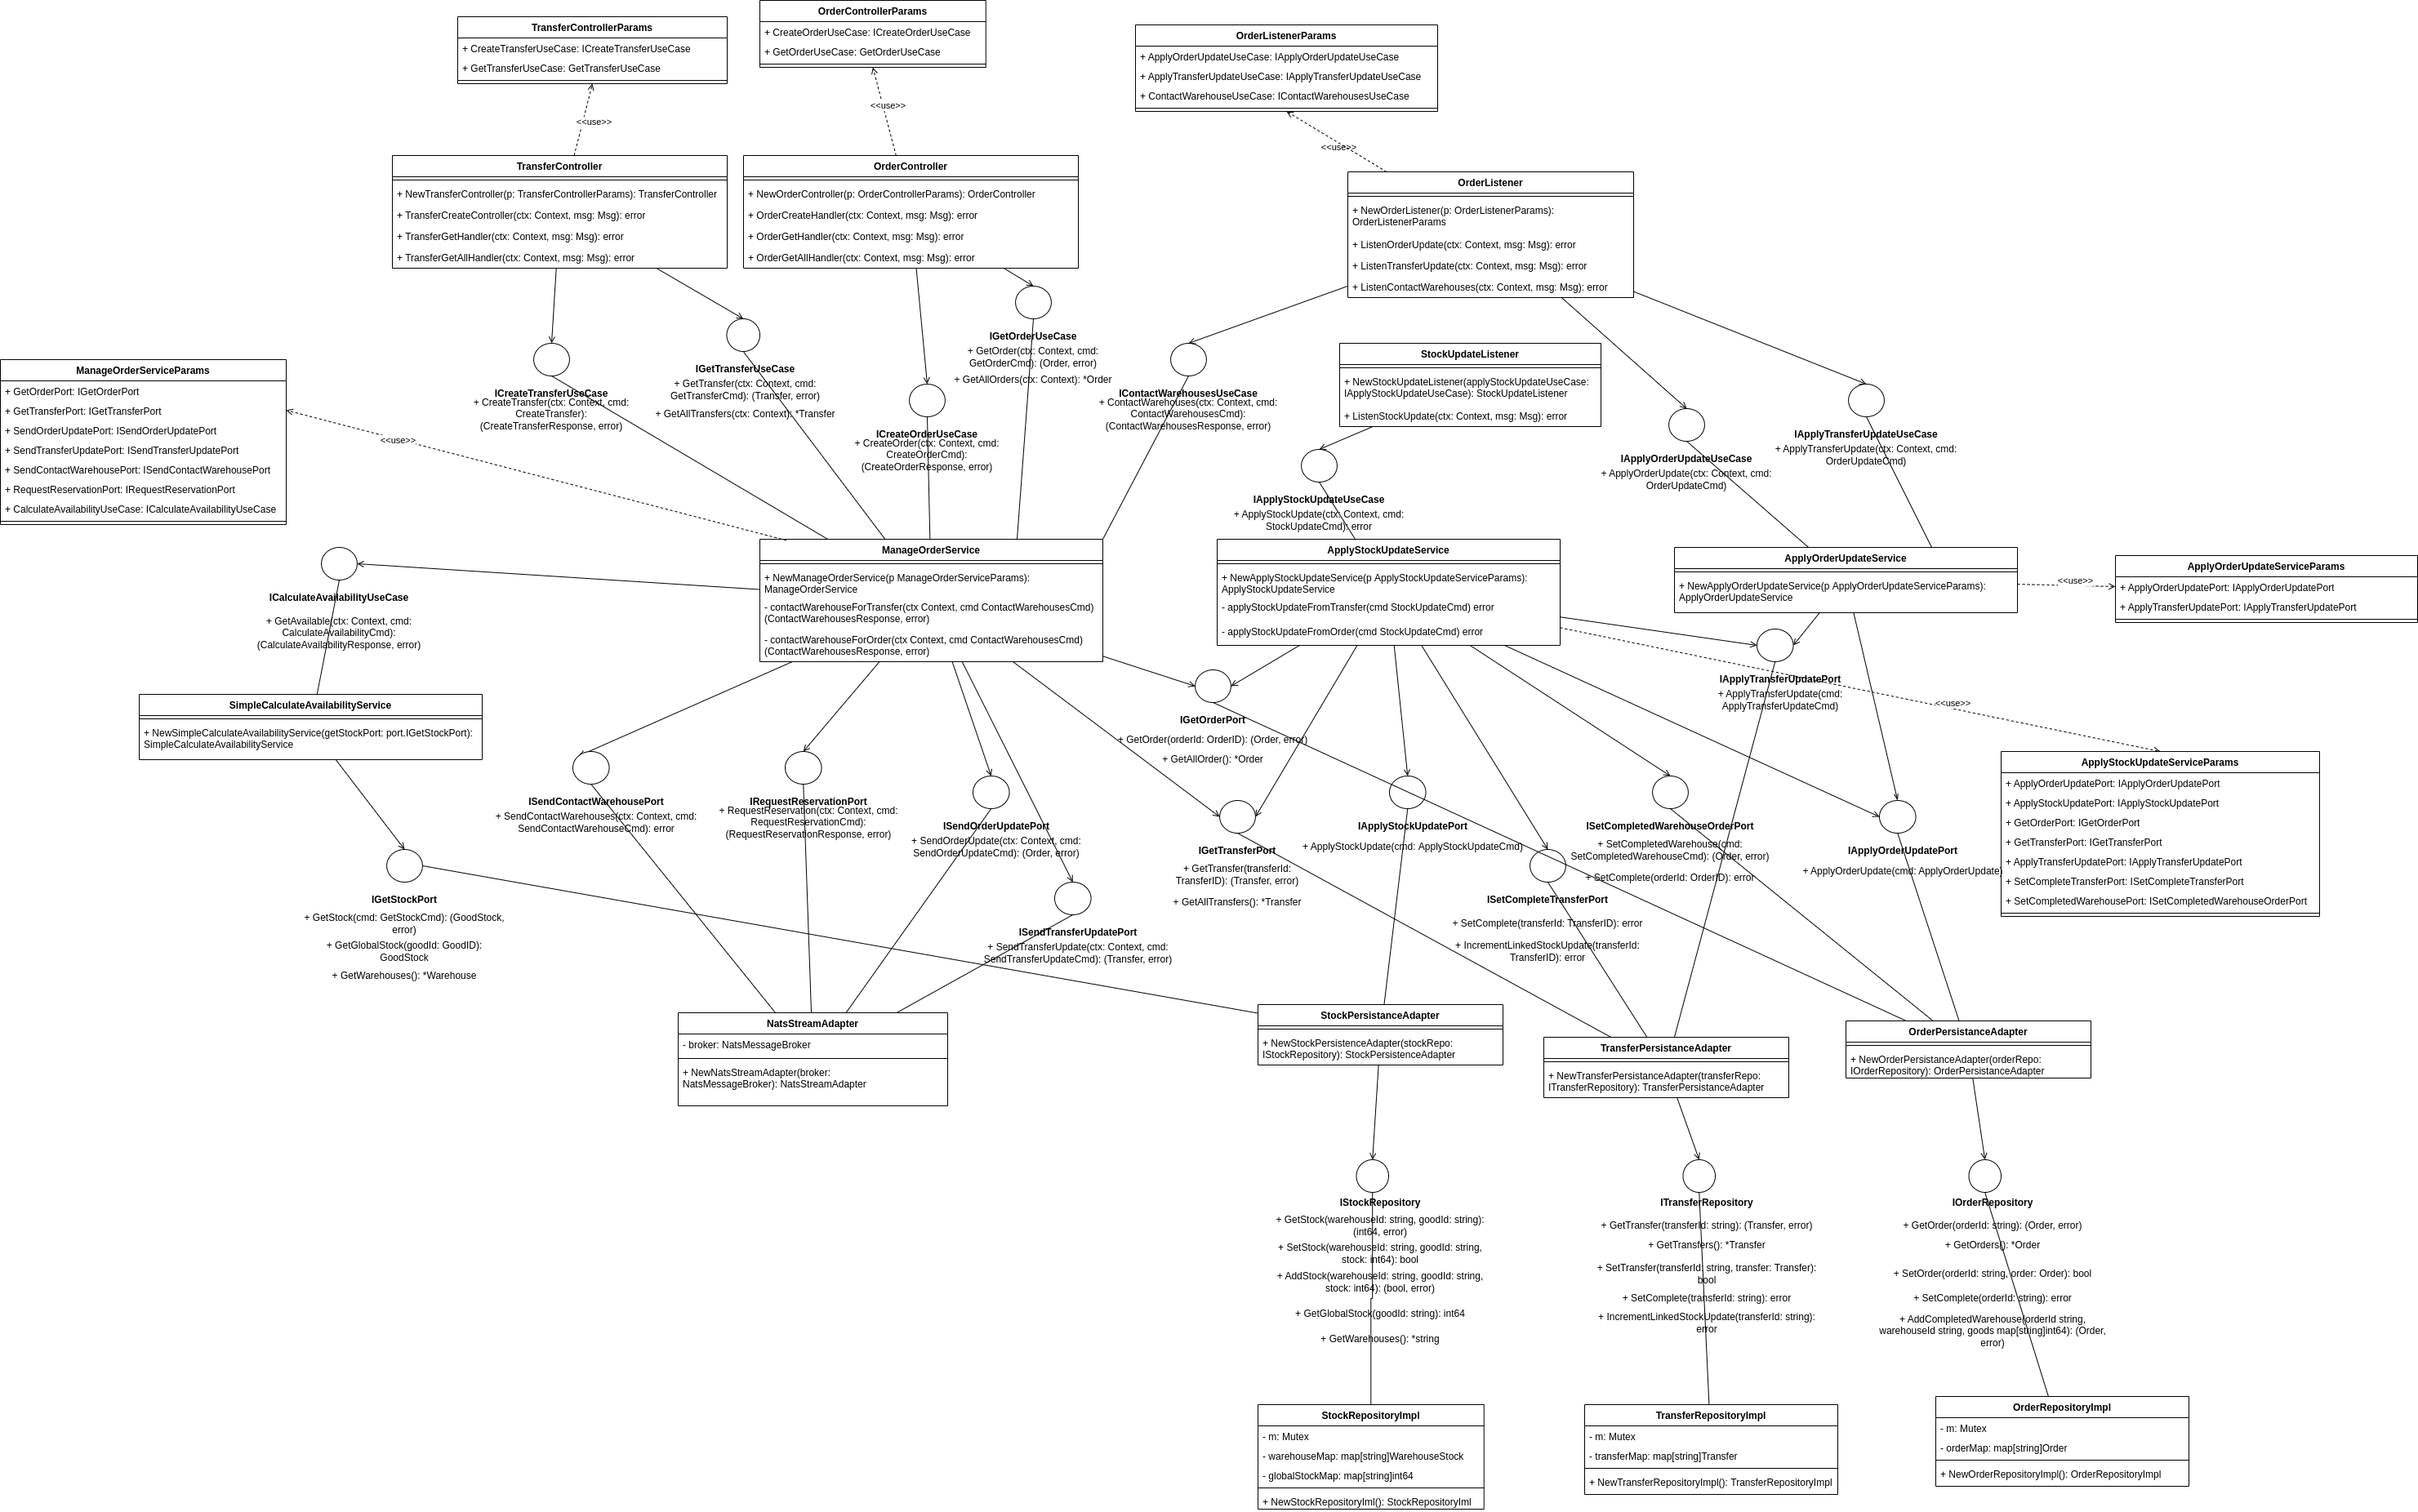 TransferControllerParams
+ CreateTransferUseCase: ICreateTransferUseCase
+ GetTransferUseCase: GetTransferUseCase
OrderControllerParams
+ CreateOrderUseCase: ICreateOrderUseCase
+ GetOrderUseCase: GetOrderUseCase
OrderListenerParams
+ ApplyOrderUpdateUseCase: IApplyOrderUpdateUseCase
+ ApplyTransferUpdateUseCase: IApplyTransferUpdateUseCase
+ ContactWarehouseUseCase: IContactWarehousesUseCase
<<use>>
<<use>>
<<use>>
TransferController
+ NewTransferController(p: TransferControllerParams): TransferController
+ TransferCreateController(ctx: Context, msg: Msg): error
+ TransferGetHandler(ctx: Context, msg: Msg): error
+ TransferGetAllHandler(ctx: Context, msg: Msg): error
OrderController
+ NewOrderController(p: OrderControllerParams): OrderController
+ OrderCreateHandler(ctx: Context, msg: Msg): error
+ OrderGetHandler(ctx: Context, msg: Msg): error
+ OrderGetAllHandler(ctx: Context, msg: Msg): error
OrderListener
+ NewOrderListener(p: OrderListenerParams):
OrderListenerParams
+ ListenOrderUpdate(ctx: Context, msg: Msg): error
+ ListenTransferUpdate(ctx: Context, msg: Msg): error
+ ListenContactWarehouses(ctx: Context, msg: Msg): error
ManageOrderServiceParams
+ GetOrderPort: IGetOrderPort
+ GetTransferPort: IGetTransferPort
+ SendOrderUpdatePort: ISendOrderUpdatePort
+ SendTransferUpdatePort: ISendTransferUpdatePort
+ SendContactWarehousePort: ISendContactWarehousePort
+ RequestReservationPort: IRequestReservationPort
+ CalculateAvailabilityUseCase: ICalculateAvailabilityUseCase
<<use>>
ICreateTransferUseCase
+ CreateTransfer(ctx: Context, cmd:
CreateTransfer):
(CreateTransferResponse, error)
IGetTransferUseCase
+ GetTransfer(ctx: Context, cmd:
GetTransferCmd): (Transfer, error)
+ GetAllTransfers(ctx: Context): *Transfer
ICreateOrderUseCase
+ CreateOrder(ctx: Context, cmd:
CreateOrderCmd):
(CreateOrderResponse, error)
IGetOrderUseCase
+ GetOrder(ctx: Context, cmd:
GetOrderCmd): (Order, error)
+ GetAllOrders(ctx: Context): *Order
IContactWarehousesUseCase
+ ContactWarehouses(ctx: Context, cmd:
ContactWarehousesCmd):
(ContactWarehousesResponse, error)
StockUpdateListener
+ NewStockUpdateListener(applyStockUpdateUseCase:
IApplyStockUpdateUseCase): StockUpdateListener
+ ListenStockUpdate(ctx: Context, msg: Msg): error
IApplyStockUpdateUseCase
+ ApplyStockUpdate(ctx: Context, cmd:
StockUpdateCmd): error
IApplyOrderUpdateUseCase
+ ApplyOrderUpdate(ctx: Context, cmd:
OrderUpdateCmd)
IApplyTransferUpdateUseCase
+ ApplyTransferUpdate(ctx: Context, cmd:
OrderUpdateCmd)
ManageOrderService
+ NewManageOrderService(p ManageOrderServiceParams):
ManageOrderService
- contactWarehouseForTransfer(ctx Context, cmd ContactWarehousesCmd)
(ContactWarehousesResponse, error)
- contactWarehouseForOrder(ctx Context, cmd ContactWarehousesCmd)
(ContactWarehousesResponse, error)
ApplyStockUpdateService
+ NewApplyStockUpdateService(p ApplyStockUpdateServiceParams):
ApplyStockUpdateService
- applyStockUpdateFromTransfer(cmd StockUpdateCmd) error
- applyStockUpdateFromOrder(cmd StockUpdateCmd) error
ApplyOrderUpdateService
+ NewApplyOrderUpdateService(p ApplyOrderUpdateServiceParams):
ApplyOrderUpdateService
<<use>>
ApplyOrderUpdateServiceParams
+ ApplyOrderUpdatePort: IApplyOrderUpdatePort
+ ApplyTransferUpdatePort: IApplyTransferUpdatePort
ICalculateAvailabilityUseCase
+ GetAvailable(ctx: Context, cmd:
CalculateAvailabilityCmd):
(CalculateAvailabilityResponse, error)
SimpleCalculateAvailabilityService
+ NewSimpleCalculateAvailabilityService(getStockPort: port.IGetStockPort):
SimpleCalculateAvailabilityService
IApplyTransferUpdatePort
+ ApplyTransferUpdate(cmd:
ApplyTransferUpdateCmd)
<<use>>
IGetOrderPort
+ GetOrder(orderId: OrderID): (Order, error)
+ GetAllOrder(): *Order
ApplyStockUpdateServiceParams
+ ApplyOrderUpdatePort: IApplyOrderUpdatePort
+ ApplyStockUpdatePort: IApplyStockUpdatePort
+ GetOrderPort: IGetOrderPort
+ GetTransferPort: IGetTransferPort
+ ApplyTransferUpdatePort: IApplyTransferUpdatePort
+ SetCompleteTransferPort: ISetCompleteTransferPort
+ SetCompletedWarehousePort: ISetCompletedWarehouseOrderPort
ISendContactWarehousePort
+ SendContactWarehouses(ctx: Context, cmd:
SendContactWarehouseCmd): error
IRequestReservationPort
+ RequestReservation(ctx: Context, cmd:
RequestReservationCmd):
(RequestReservationResponse, error)
ISendOrderUpdatePort
+ SendOrderUpdate(ctx: Context, cmd:
SendOrderUpdateCmd): (Order, error)
IGetTransferPort
+ GetTransfer(transferId:
TransferID): (Transfer, error)
+ GetAllTransfers(): *Transfer
IApplyStockUpdatePort
+ ApplyStockUpdate(cmd: ApplyStockUpdateCmd)
ISetCompletedWarehouseOrderPort
+ SetCompletedWarehouse(cmd:
SetCompletedWarehouseCmd): (Order, error)
+ SetComplete(orderId: OrderID): error
IApplyOrderUpdatePort
+ ApplyOrderUpdate(cmd: ApplyOrderUpdate)
IGetStockPort
+ GetStock(cmd: GetStockCmd): (GoodStock,
error)
+ GetGlobalStock(goodId: GoodID):
GoodStock
+ GetWarehouses(): *Warehouse
ISendTransferUpdatePort
+ SendTransferUpdate(ctx: Context, cmd:
SendTransferUpdateCmd): (Transfer, error)
ISetCompleteTransferPort
+ SetComplete(transferId: TransferID): error
+ IncrementLinkedStockUpdate(transferId:
TransferID): error
NatsStreamAdapter
- broker: NatsMessageBroker
+ NewNatsStreamAdapter(broker:
NatsMessageBroker): NatsStreamAdapter
StockPersistanceAdapter
+ NewStockPersistenceAdapter(stockRepo:
IStockRepository): StockPersistenceAdapter
TransferPersistanceAdapter
+ NewTransferPersistanceAdapter(transferRepo:
ITransferRepository): TransferPersistanceAdapter
OrderPersistanceAdapter
+ NewOrderPersistanceAdapter(orderRepo:
IOrderRepository): OrderPersistanceAdapter
IStockRepository
+ GetStock(warehouseId: string, goodId: string):
(int64, error)
+ SetStock(warehouseId: string, goodId: string,
stock: int64): bool
+ AddStock(warehouseId: string, goodId: string,
stock: int64): (bool, error)
+ GetGlobalStock(goodId: string): int64
+ GetWarehouses(): *string
ITransferRepository
+ GetTransfer(transferId: string): (Transfer, error)
+ GetTransfers(): *Transfer
+ SetTransfer(transferId: string, transfer: Transfer):
bool
+ SetComplete(transferId: string): error
+ IncrementLinkedStockUpdate(transferId: string):
error
IOrderRepository
+ GetOrder(orderId: string): (Order, error)
+ GetOrders(): *Order
+ SetOrder(orderId: string, order: Order): bool
+ SetComplete(orderId: string): error
+ AddCompletedWarehouse(orderId string,
warehouseId string, goods map[string]int64): (Order,
error)
StockRepositoryImpl
- m: Mutex
- warehouseMap: map[string]WarehouseStock
- globalStockMap: map[string]int64
+ NewStockRepositoryIml(): StockRepositoryIml
TransferRepositoryImpl
- m: Mutex
- transferMap: map[string]Transfer
+ NewTransferRepositoryImpl(): TransferRepositoryImpl
OrderRepositoryImpl
- m: Mutex
- orderMap: map[string]Order
+ NewOrderRepositoryImpl(): OrderRepositoryImpl